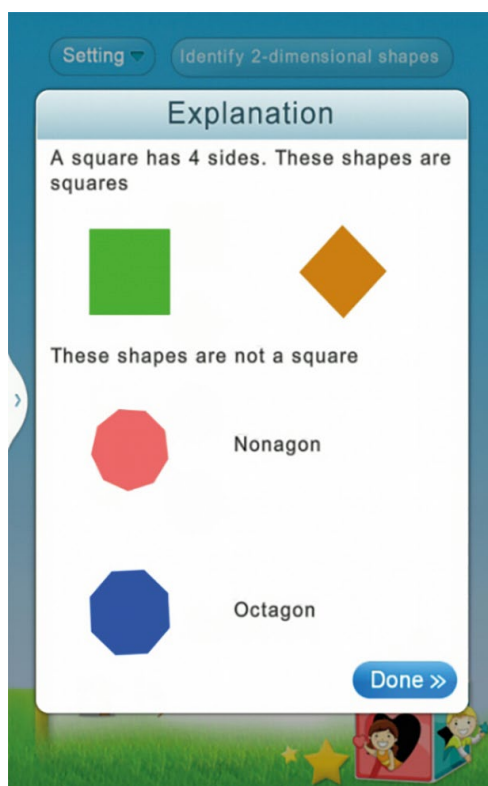 Setting
Identify 2-dimensional shapes
Explanation
A square has 4 sides. These shapes are
squares
These shapes are not a square
Nonagon
Octagon
Done